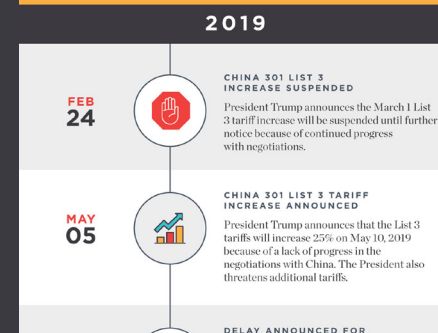 2019
FEB
24
CHINA 301 LIST 3
INCREASE SUSPENDED
President Trump announces the March 1 List
3 tariff increase will be suspended until further
notice because of continued progress
with negotiations.
MAY
05
CHINA 301 LIST 3 TARIFF
INCREASE ANNOUNCED
President Trump announces that the List 3
tariffs will increase 25% on May 10, 2019
because of a lack of progress in the
negotiations with China. The President also
threatens additional tariffs.
DELAY ANNOUNCED FOR